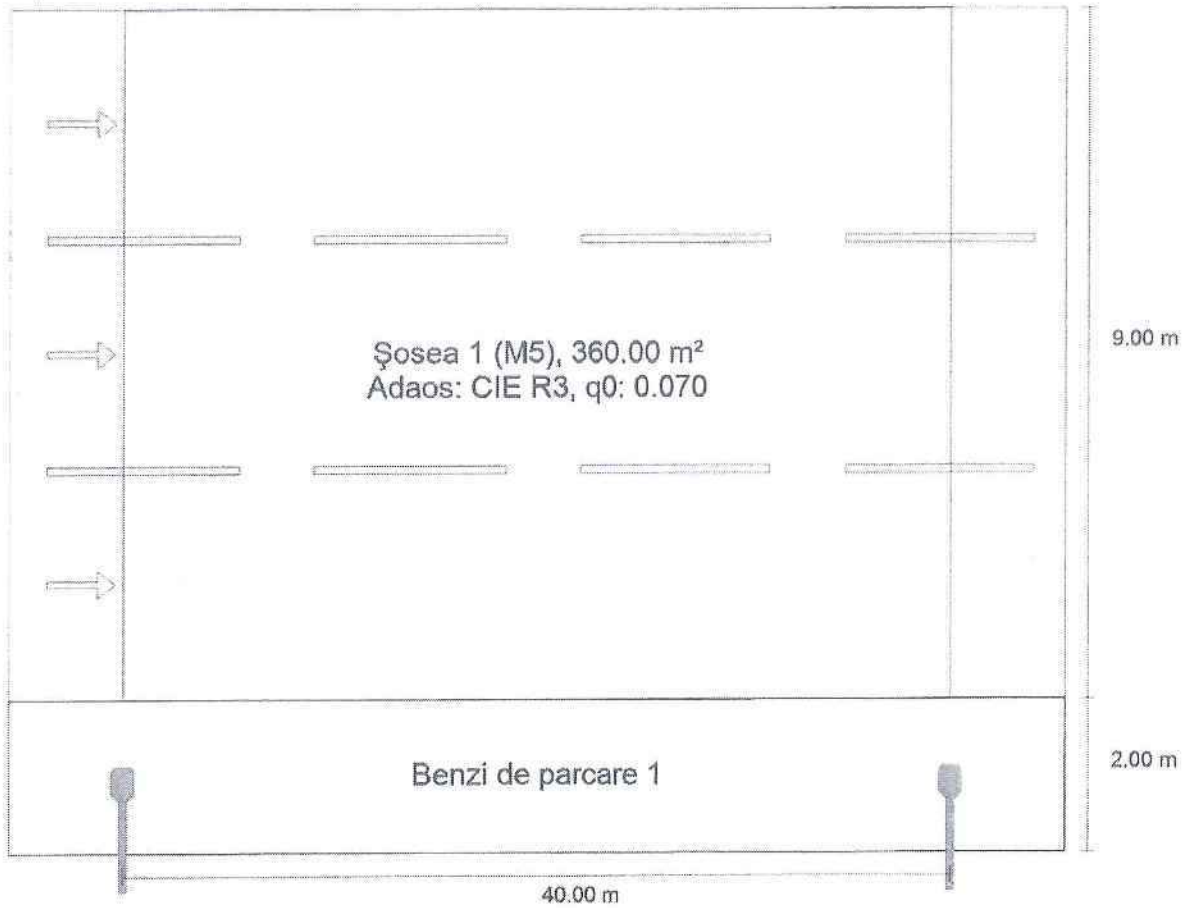 Şosea 1 (M5), 360.00 m²
Adaos: CIE R3, q0: 0.070
9.00 m
Benzi de parcare 1
2.00 m
40.00 m